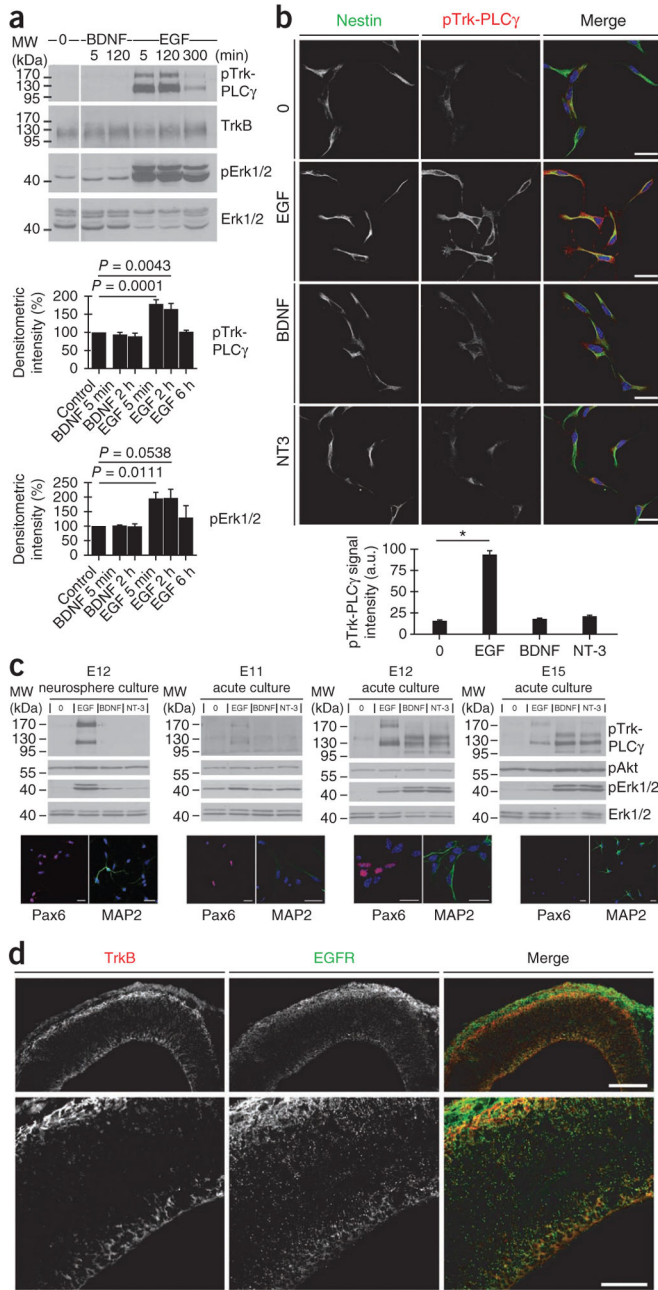 a
MW
(kDa)
0 BDNF EGF
5 120 5 120 300 (min)
170
130
95
pTrk-
PLCγ
170
130
95
TrkB
40
pErk1/2
40
Erk1/2
P = 0.0043
P = 0.0001
Densitometric
intensity (%)
200
150
100
50
0
pTrk-
PLCγ
Control
BDNF 5 min
BDNF 2 h
EGF 5 min
EGF 2 h
EGF 6 h
P = 0.0538
P = 0.0111
Densitometric
intensity (%)
250
200
150
100
50
0
pErk1/2
Control
BDNF 5 min
BDNF 2 h
EGF 5 min
EGF 2 h
EGF 6 h
b
Nestin pTrk-PLCγ Merge
0
EGF
BDNF
NT3
pTrk-PLCγ signal
intensity (a.u.)
100
75
50
25
0
*
0 EGF BDNF NT-3
c
E12
neurosphere culture
E11
acute culture
E12
acute culture
E15
acute culture
MW
(kDa)
0 EGF BDNF NT-3
170
130
55
40
40
MW
(kDa)
0 EGF BDNF NT-3
170
130
55
40
40
MW
(kDa)
0 EGF BDNF NT-3
170
130
95
55
40
40
MW
(kDa)
0 EGF BDNF NT-3
170
130
95
55
40
40
pTrk-
PLCγ
pAkt
pErk1/2
Erk1/2
Pax6 MAP2 Pax6 MAP2 Pax6 MAP2 Pax6 MAP2
d
TrkB EGFR Merge